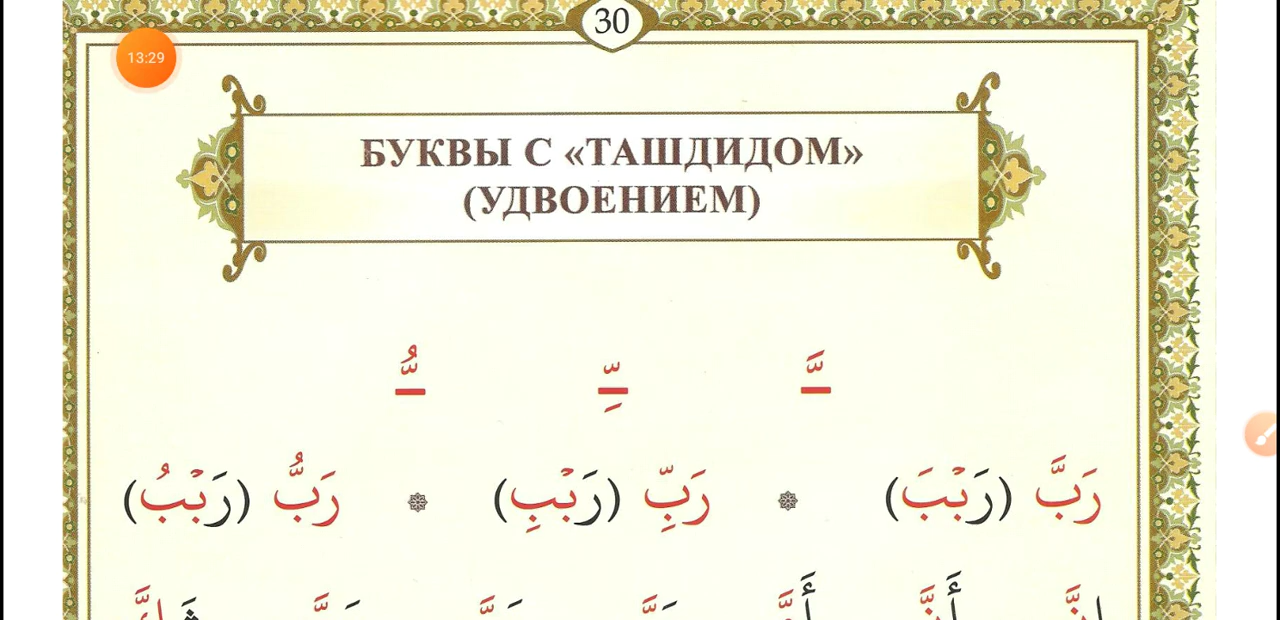 30
13:29
БУКВЫ С «ТАШДИДОМ»
(УДВОЕНИЕМ)
ـَّ ـِّ ـُّ
رَبَّ (رَبْبَ) ۞ رَبِّ (رَبْبِ) ۞ رَبُّ (رَبْبُ)
إِنَّ أَنَّ